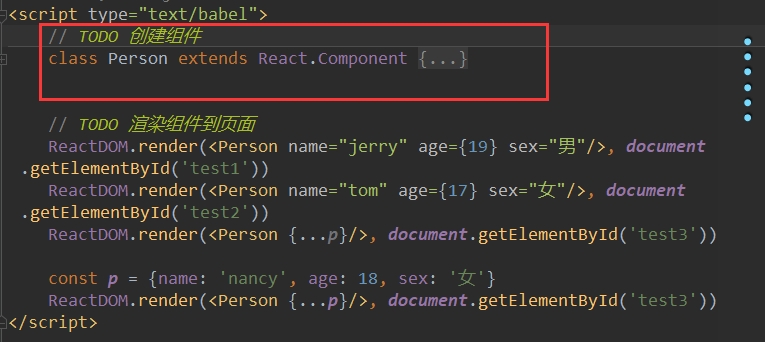 <script type="text/babel">
// TODO 创建组件
class Person extends React.Component {...}
// TODO 渲染组件到页面
ReactDOM.render(<Person name="jerry" age={19} sex="男"/>, document
.getElementById('test1'))
ReactDOM.render(<Person name="tom" age={17} sex="女"/>, document
.getElementById('test2'))
ReactDOM.render(<Person {...p}/>, document.getElementById('test3'))
const p = {name: 'nancy', age: 18, sex: '女'}
ReactDOM.render(<Person {...p}/>, document.getElementById('test3'))
</script>